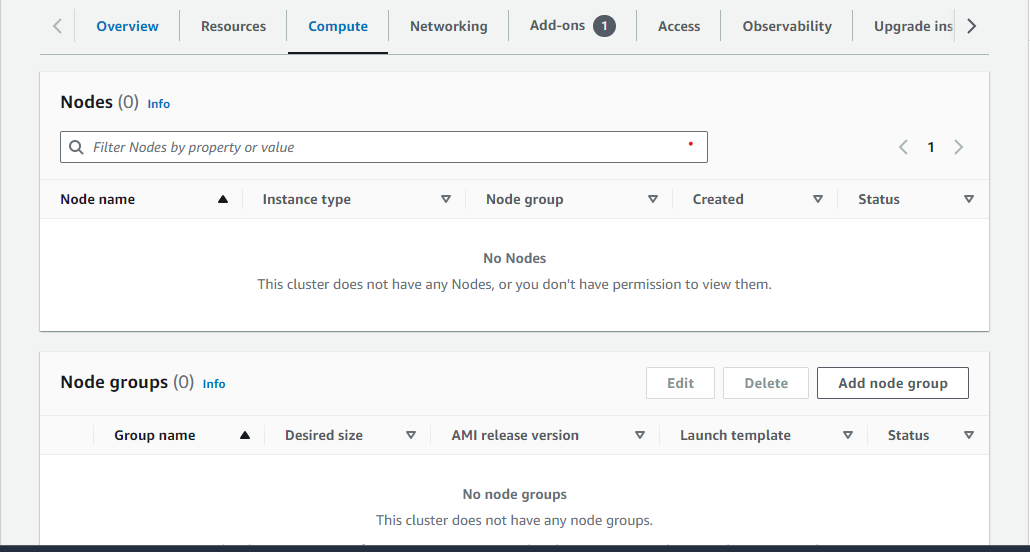 Overview Resources Compute Networking Add-ons 1 Access Observability Upgrade ins
Nodes (0) Info
Filter Nodes by property or value
1
Node name Instance type Node group Created Status
No Nodes
This cluster does not have any Nodes, or you don't have permission to view them.
Node groups (0) Info
Edit Delete Add node group
Group name Desired size AMI release version Launch template Status
No node groups
This cluster does not have any node groups.